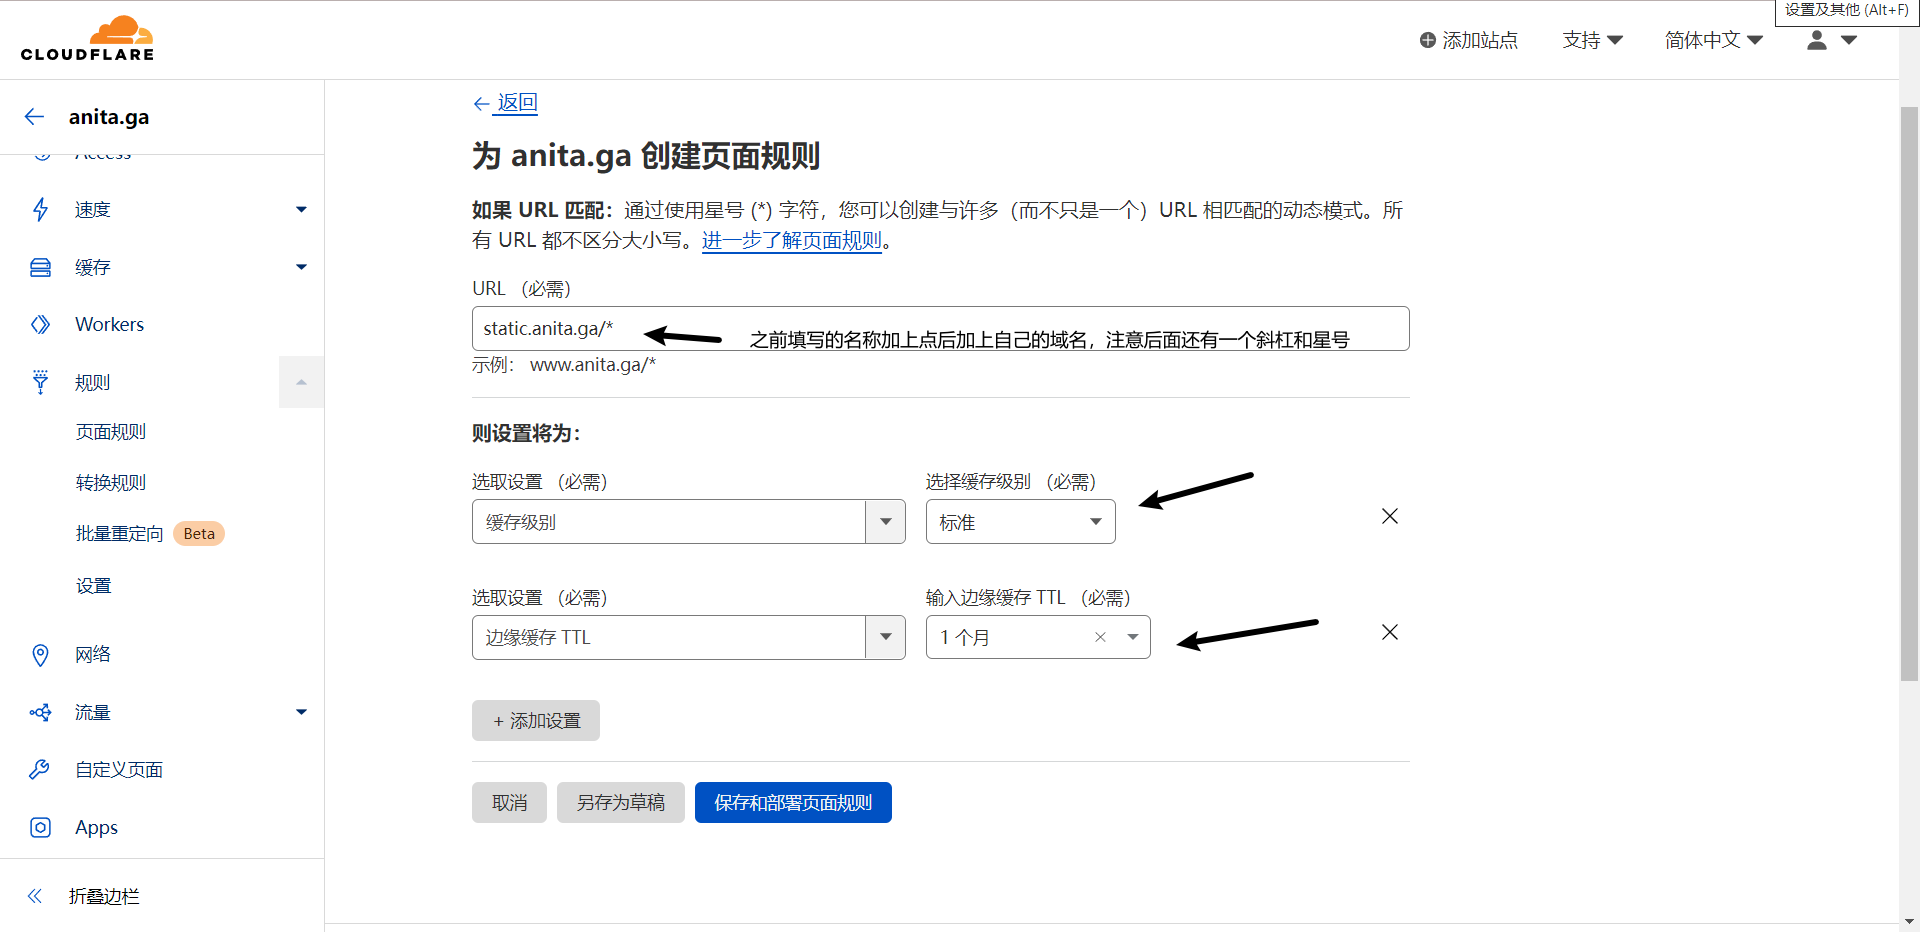 设置及其他 (Alt+F)
CLOUDFLARE
添加站点
支持
简体中文
anita.ga
Access
速度
缓存
Workers
规则
页面规则
转换规则
批量重定向 Beta
设置
网络
流量
自定义页面
Apps
折叠边栏
返回
为 anita.ga 创建页面规则
如果 URL 匹配：通过使用星号 (*) 字符，您可以创建与许多（而不只是一个）URL 相匹配的动态模式。所
有 URL 都不区分大小写。进一步了解页面规则。
URL （必需）
static.anita.ga/*
之前填写的名称加上点后加上自己的域名，注意后面还有一个斜杠和星号
示例： www.anita.ga/*
则设置将为：
选取设置 （必需）
选择缓存级别 （必需）
缓存级别
标准
选取设置 （必需）
输入边缘缓存 TTL （必需）
边缘缓存 TTL
1 个月
+ 添加设置
取消
另存为草稿
保存和部署页面规则